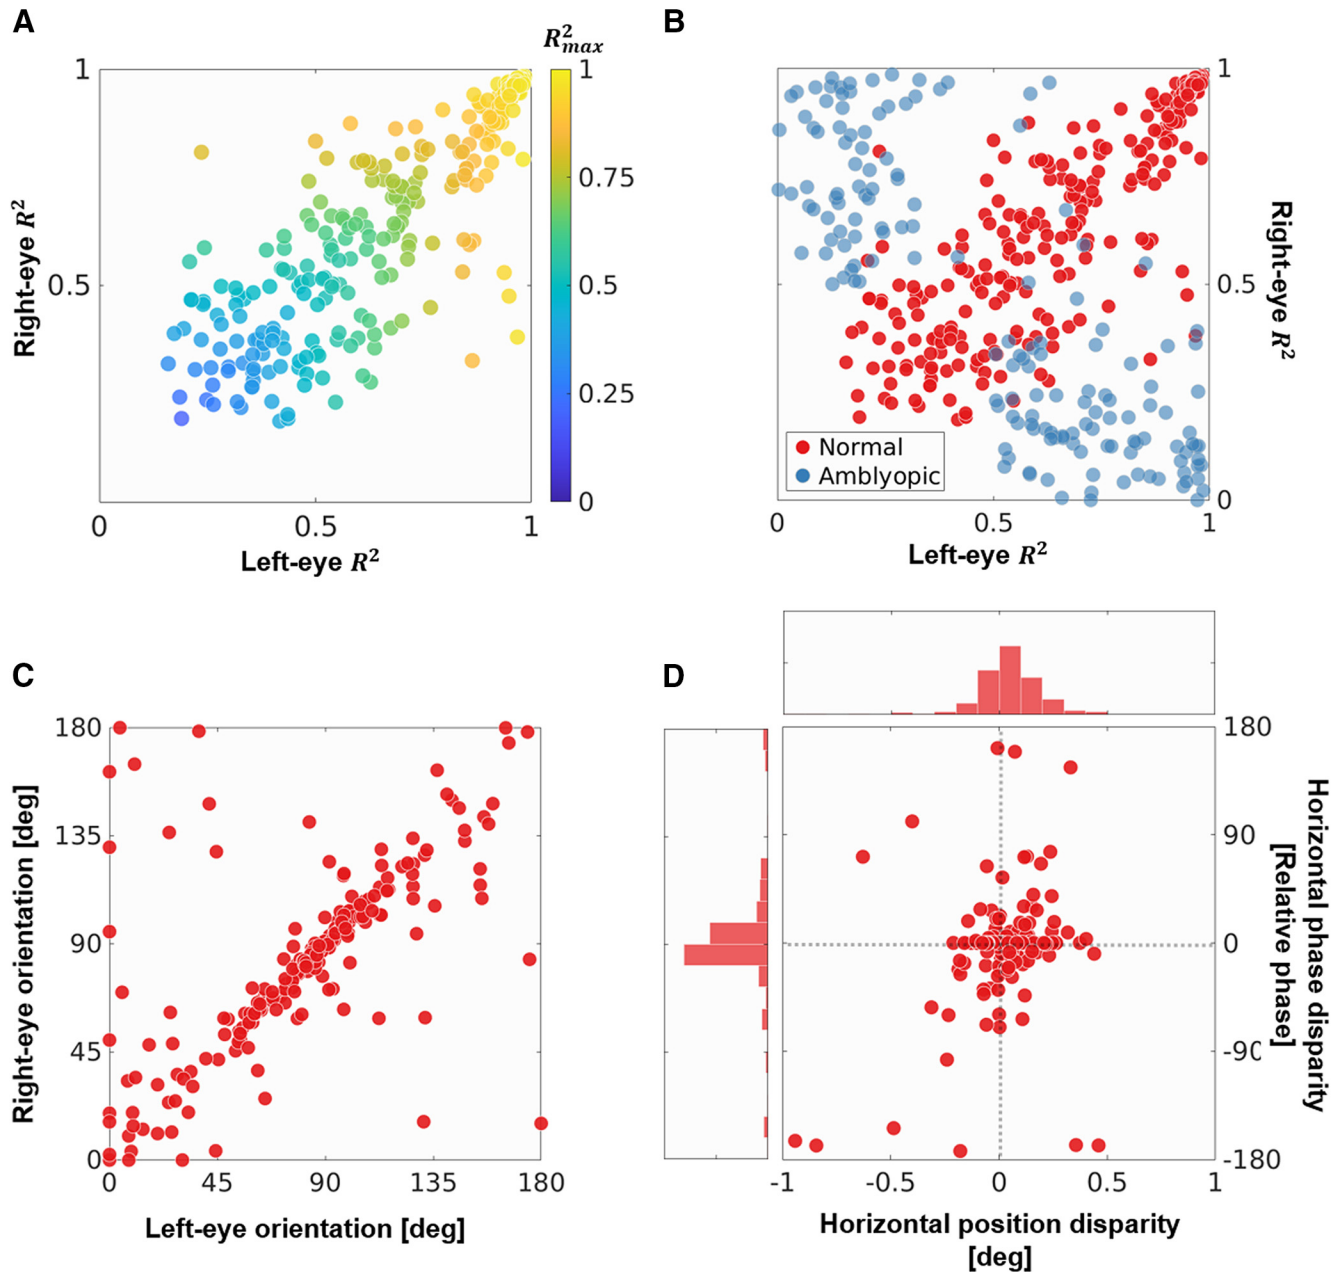 A
R²max
1
0.75
0.5
0.25
0
1
0.5
0
0.5
1
Right-eye R²
Left-eye R²
B
1
0.5
0
Normal
Amblyopic
0
0.5
1
Left-eye R²
Right-eye R²
C
180
135
90
45
0
0
45
90
135
180
Right-eye orientation [deg]
Left-eye orientation [deg]
D
180
90
0
-90
-180
-1
-0.5
0
0.5
1
Horizontal phase disparity
[Relative phase]
Horizontal position disparity
[deg]